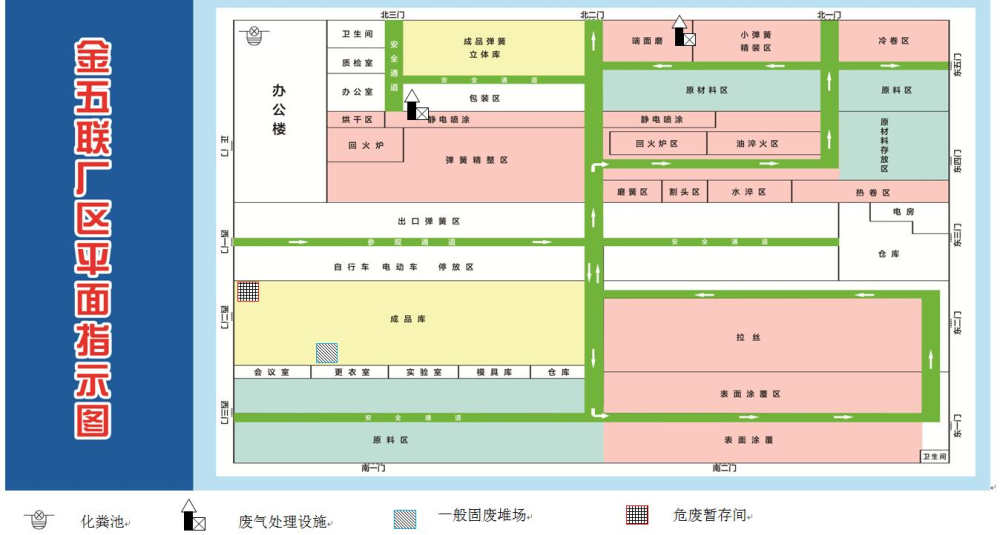 金五联厂区平面指示图
北三门
北二门
北一门
卫生间
质检室
办公室
办公楼
安全通道
成品弹簧
立体库
安全通道
包装区
端面磨
小弹簧
精装区
冷卷区
东五门
原材料区
原料区
烘干区
静电喷涂
静电喷涂
回火炉
弹簧精整区
回火炉区
油淬火区
原材料存放区
东四门
正门
磨簧区
割头区
水淬区
热卷区
出口弹簧区
电房
西一门
参观通道
安全通道
东三门
仓库
自行车 电动车 停放区
西二门
成品库
拉丝
东二门
会议室
更衣室
实验室
模具库
仓库
表面涂覆区
西三门
安全通道
东一门
原料区
表面涂覆
卫生间
南一门
南二门
化粪池
废气处理设施
一般固废堆场
危废暂存间